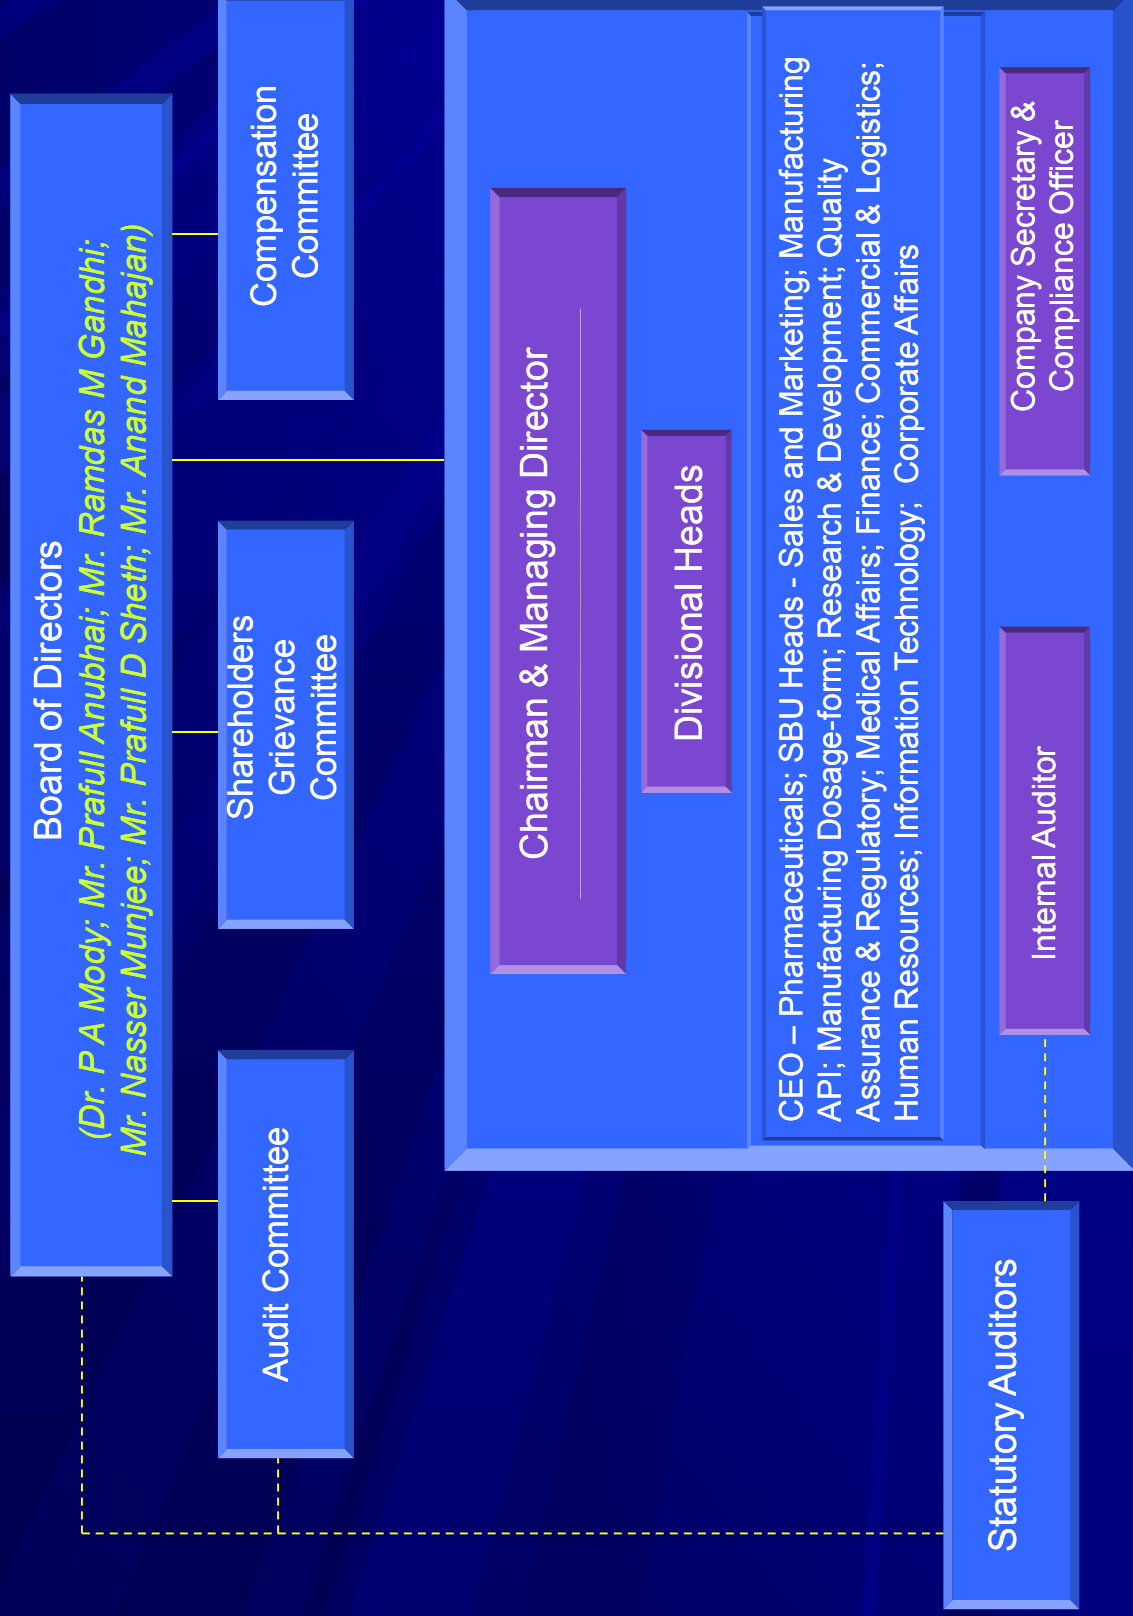 Board of Directors
(Dr. P A Mody; Mr. Prafull Anubhai; Mr. Ramdas M Gandhi;
Mr. Nasser Munjee; Mr. Prafull D Sheth; Mr. Anand Mahajan)
Audit Committee
Shareholders
Grievance
Committee
Compensation
Committee
Chairman & Managing Director
Divisional Heads
CEO – Pharmaceuticals; SBU Heads - Sales and Marketing; Manufacturing
API; Manufacturing Dosage-form; Research & Development; Quality
Assurance & Regulatory; Medical Affairs; Finance; Commercial & Logistics;
Human Resources; Information Technology; Corporate Affairs
Statutory Auditors
Internal Auditor
Company Secretary &
Compliance Officer